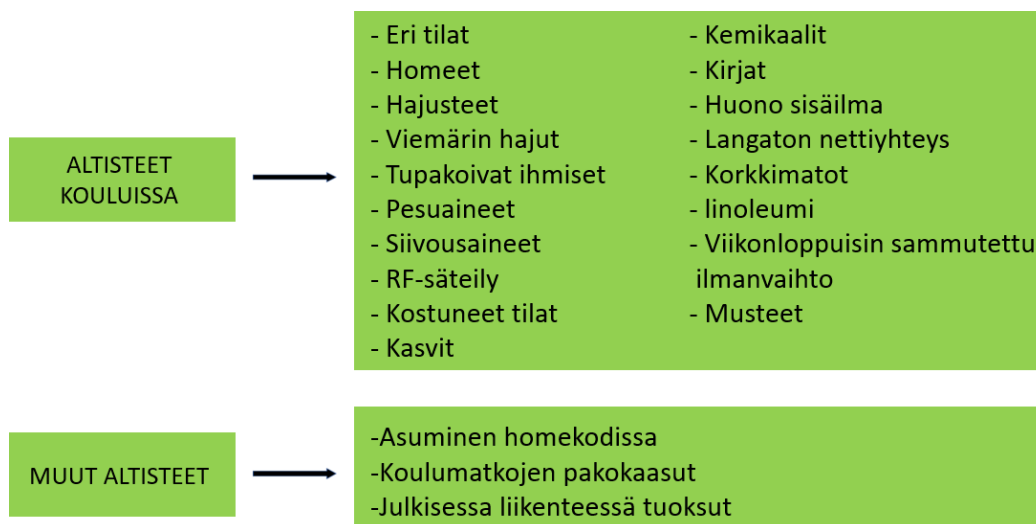 ALTISTEET
KOULUISSA
- Eri tilat
- Homeet
- Hajusteet
- Viemärin hajut
- Tupakoivat ihmiset
- Pesuaineet
- Siivousaineet
- RF-säteily
- Kostuneet tilat
- Kasvit
- Kemikaalit
- Kirjat
- Huono sisäilma
- Langaton nettiyhteys
- Korkkimatot
- linoleumi
- Viikonloppuisin sammutettu
ilmanvaihto
- Musteet
MUUT ALTISTEET
-Asuminen homekodissa
-Koulumatkojen pakokaasut
-Julkisessa liikenteessä tuoksut